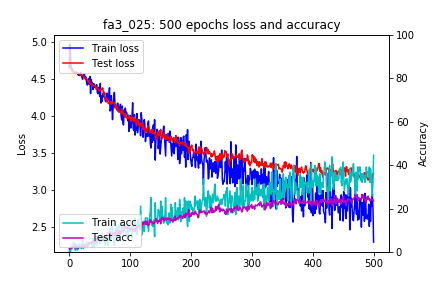 fa3_025: 500 epochs loss and accuracy
5.0
4.5
4.0
3.5
3.0
2.5
Loss
Train loss
Test loss
Train acc
Test acc
100
80
60
40
20
0
Accuracy
0 100 200 300 400 500